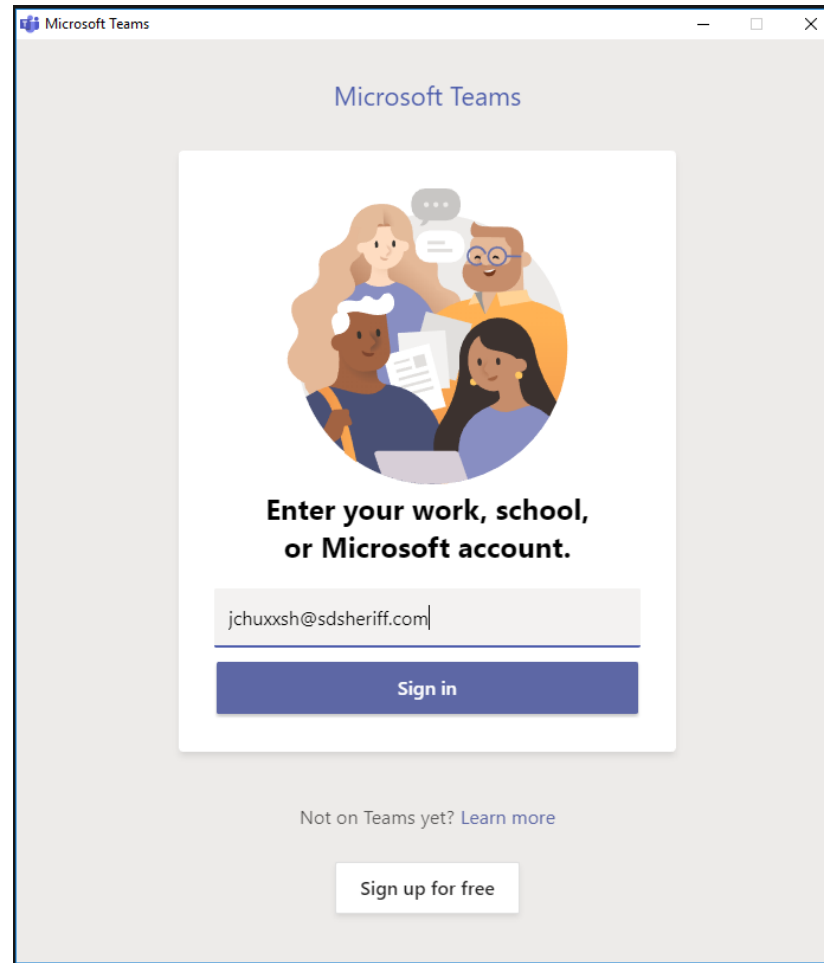 Microsoft Teams
Microsoft Teams
Enter your work, school,
or Microsoft account.
jchuxxsh@sdsheriff.com
Sign in
Not on Teams yet? Learn more
Sign up for free